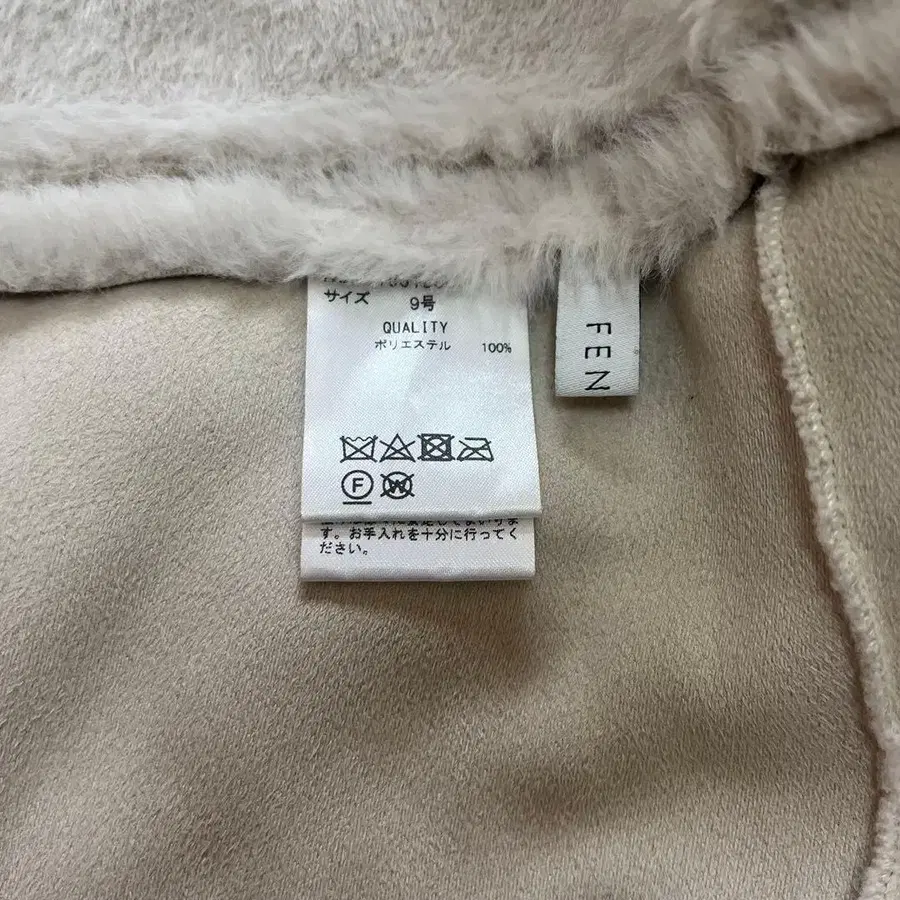 サイズ 9号
QUALITY
ポリエステル 100%
F
W
す。お手入れを十分に行ってく
ださい。
FEN